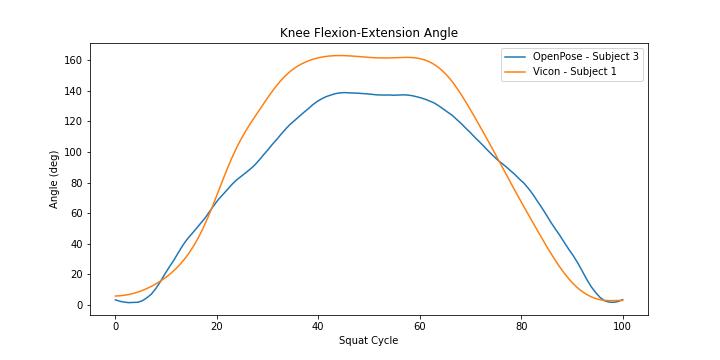 Knee Flexion-Extension Angle
OpenPose - Subject 3
Vicon - Subject 1
Angle (deg)
160
140
120
100
80
60
40
20
0
0 20 40 60 80 100
Squat Cycle